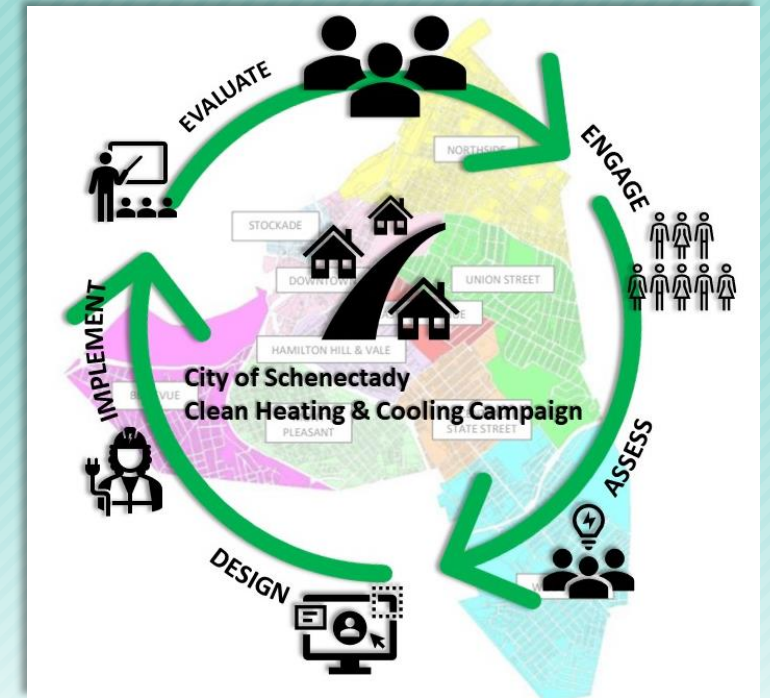 EVALUATE
ENGAGE
NORTHSIDE
STOCKADE
DOWNTOWN
UNION STREET
HAMILTON HILL & VALE
IMPLEMENT
City of Schenectady
Clean Heating & Cooling Campaign
PLEASANT
STATE STREET
ASSESS
DESIGN